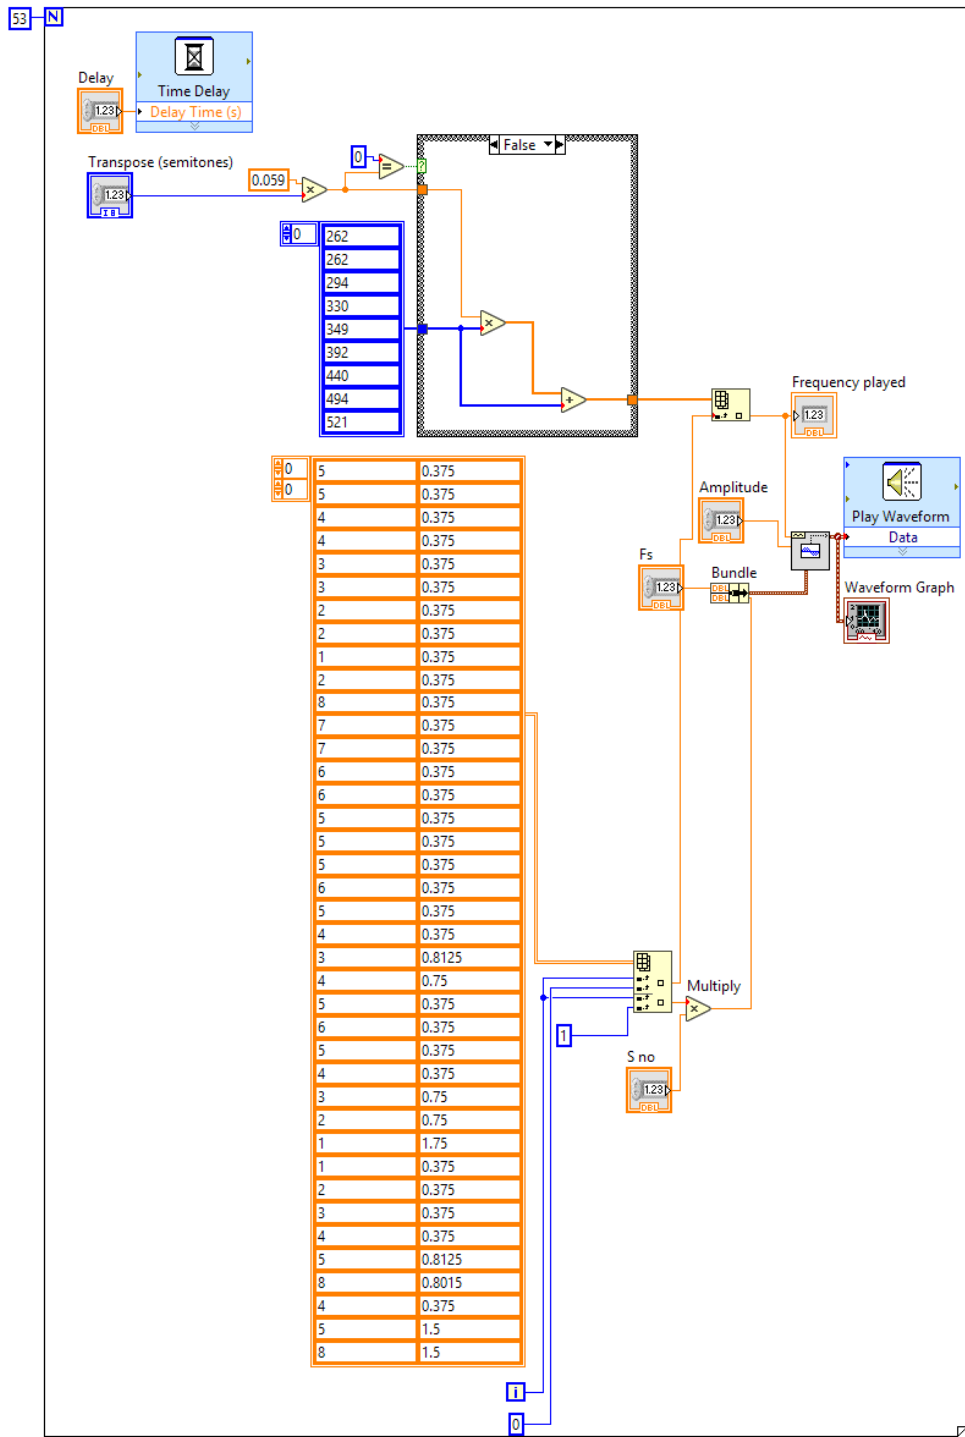 53 N
Delay
1.23
DBL
Time Delay
Delay Time (s)
Transpose (semitones)
1.23
I8
0.059
×
0
=
?
False
0
262
262
294
330
349
392
440
494
521
×
+
Frequency played
1.23
DBL
Amplitude
1.23
DBL
Play Waveform
Data
Fs
1.23
DBL
Bundle
DBL
DBL
Waveform Graph
0
0
5 0.375
5 0.375
4 0.375
4 0.375
3 0.375
3 0.375
2 0.375
2 0.375
1 0.375
2 0.375
8 0.375
7 0.375
7 0.375
6 0.375
6 0.375
5 0.375
5 0.375
5 0.375
6 0.375
5 0.375
4 0.375
3 0.8125
4 0.75
5 0.375
6 0.375
5 0.375
4 0.375
3 0.75
2 0.75
1 1.75
1 0.375
2 0.375
3 0.375
4 0.375
5 0.8125
8 0.8015
4 0.375
5 1.5
8 1.5
Multiply
×
1
S no
1.23
DBL
i
0